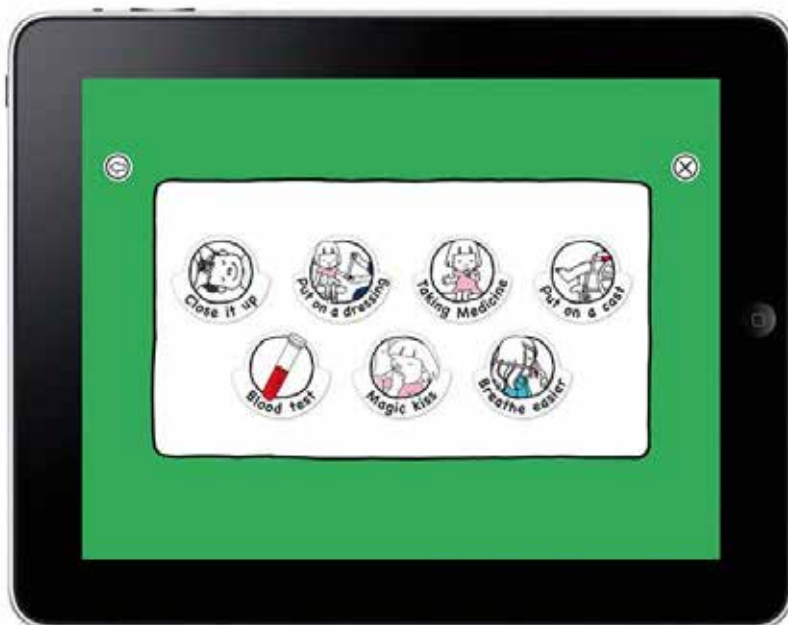 Close it up
Put on a dressing
Taking Medicine
Put on a cast
Blood test
Magic kiss
Breathe easier